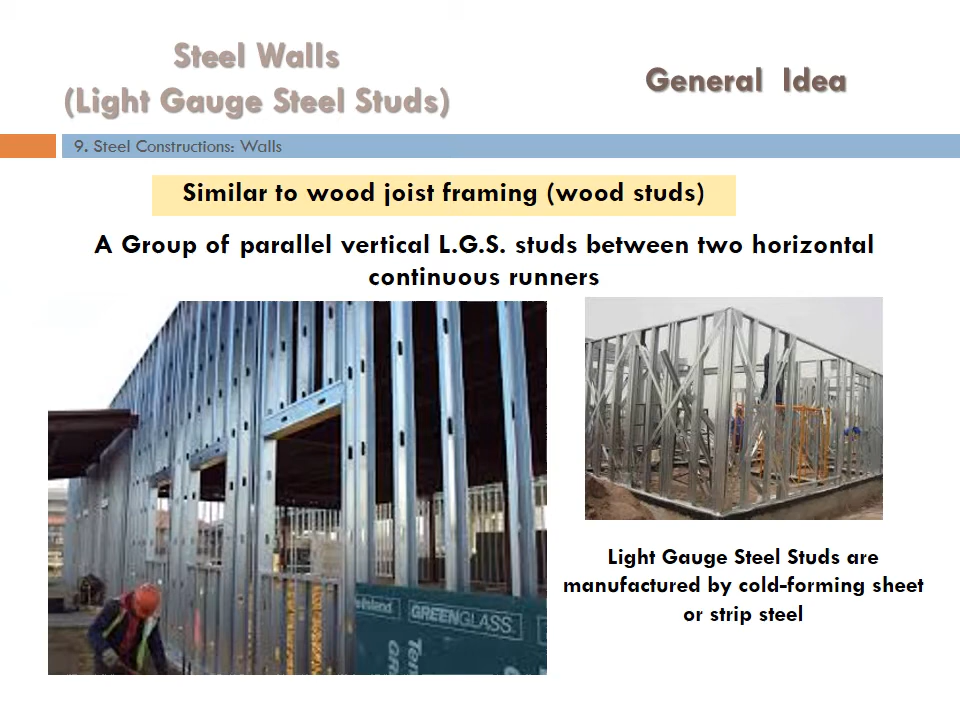 Steel Walls
(Light Gauge Steel Studs)
General Idea
9. Steel Constructions: Walls
Similar to wood joist framing (wood studs)
A Group of parallel vertical L.G.S. studs between two horizontal
continuous runners
Light Gauge Steel Studs are
manufactured by cold-forming sheet
or strip steel
GREENGLASS